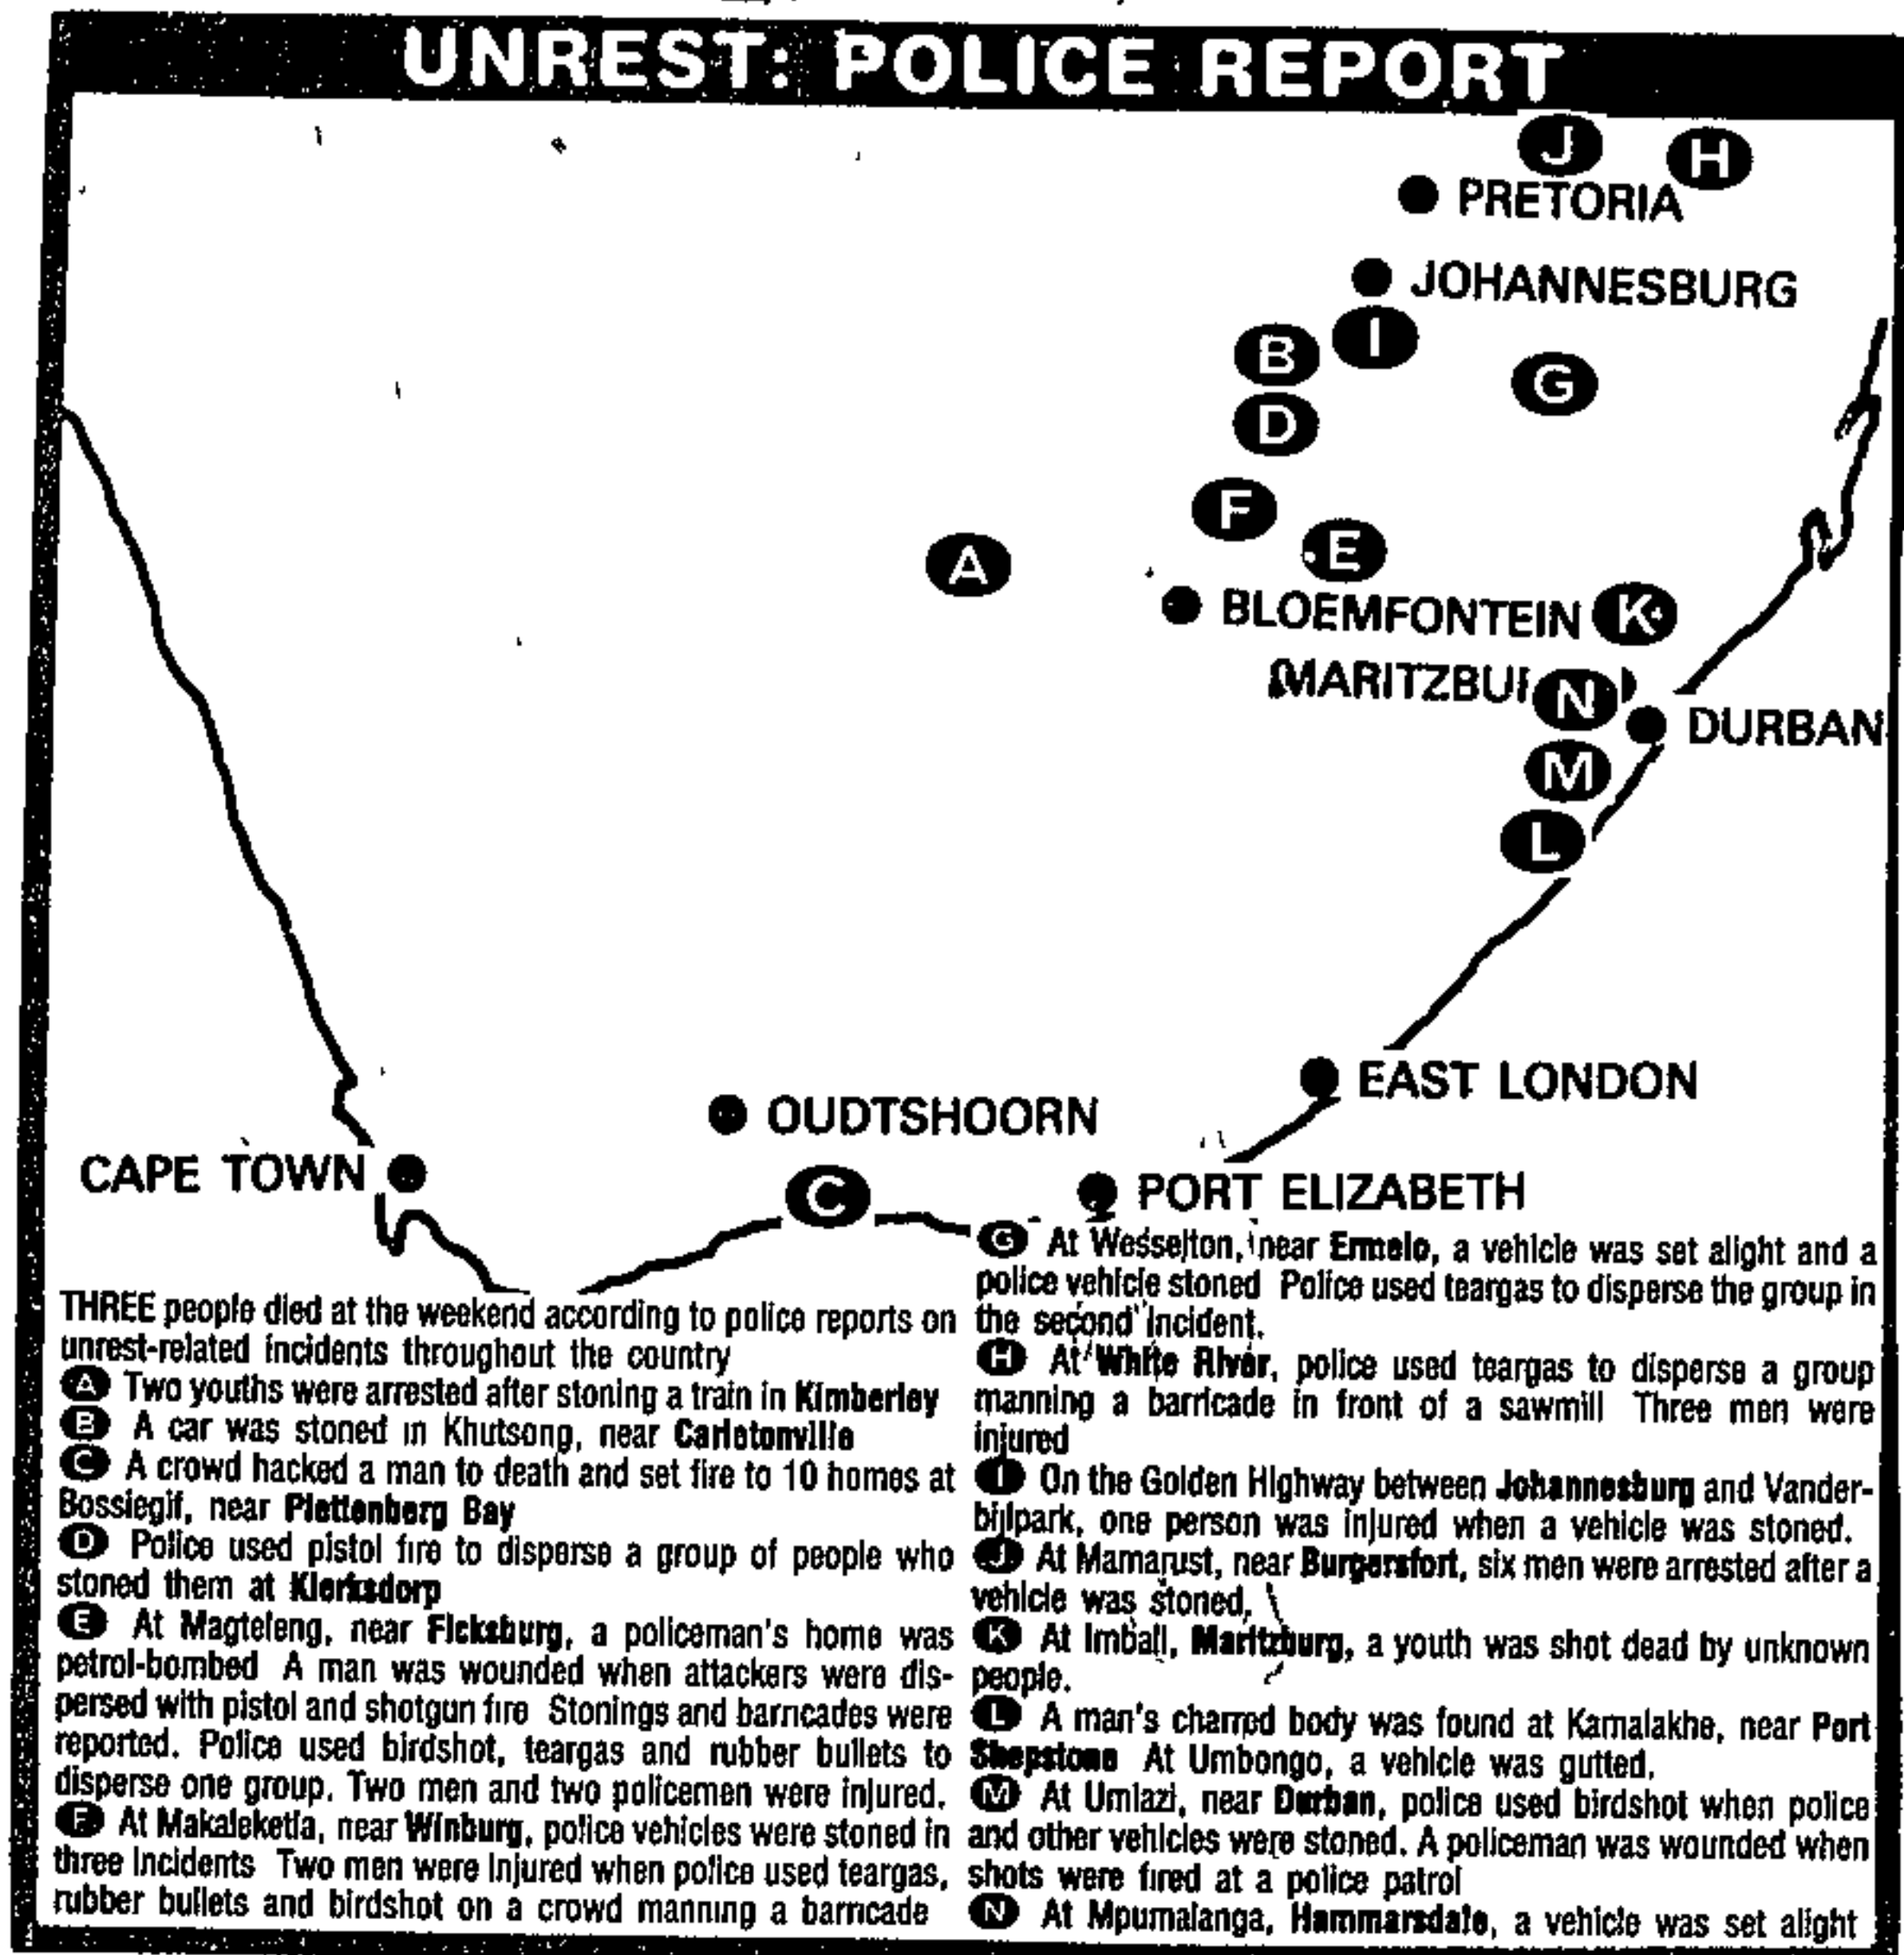 UNREST: POLICE REPORT
J
H
PRETORIA
JOHANNESBURG
B
I
G
D
F
E
A
BLOEMFONTEIN
K
MARITZBU
N
DURBAN
M
L
EAST LONDON
OUDTSHOORN
CAPE TOWN
C
PORT ELIZABETH
THREE people died at the weekend according to police reports on
unrest-related incidents throughout the country
A Two youths were arrested after stoning a train in Kimberley
B A car was stoned in Khutsong, near Carletonville
C A crowd hacked a man to death and set fire to 10 homes at
Bossiegif, near Plettenberg Bay
D Police used pistol fire to disperse a group of people who
stoned them at Klerksdorp
E At Magteleng, near Ficksburg, a policeman's home was
petrol-bombed A man was wounded when attackers were dis-
persed with pistol and shotgun fire Stonings and barricades were
reported. Police used birdshot, teargas and rubber bullets to
disperse one group. Two men and two policemen were injured.
F At Makaleketla, near Winburg, police vehicles were stoned in
three incidents Two men were injured when police used teargas,
rubber bullets and birdshot on a crowd manning a barricade
G At Wesselton, near Ermelo, a vehicle was set alight and a
police vehicle stoned Police used teargas to disperse the group in
the second incident.
H At White River, police used teargas to disperse a group
manning a barricade in front of a sawmill Three men were
injured
I On the Golden Highway between Johannesburg and Vander-
bijlpark, one person was injured when a vehicle was stoned.
J At Mamarust, near Burgersfort, six men were arrested after a
vehicle was stoned.
K At Imbali, Maritzburg, a youth was shot dead by unknown
people.
L A man's charred body was found at Kamalakhe, near Port
Shepstone At Umbongo, a vehicle was gutted.
M At Umlazi, near Durban, police used birdshot when police
and other vehicles were stoned. A policeman was wounded when
shots were fired at a police patrol
N At Mpumalanga, Hammarsdale, a vehicle was set alight